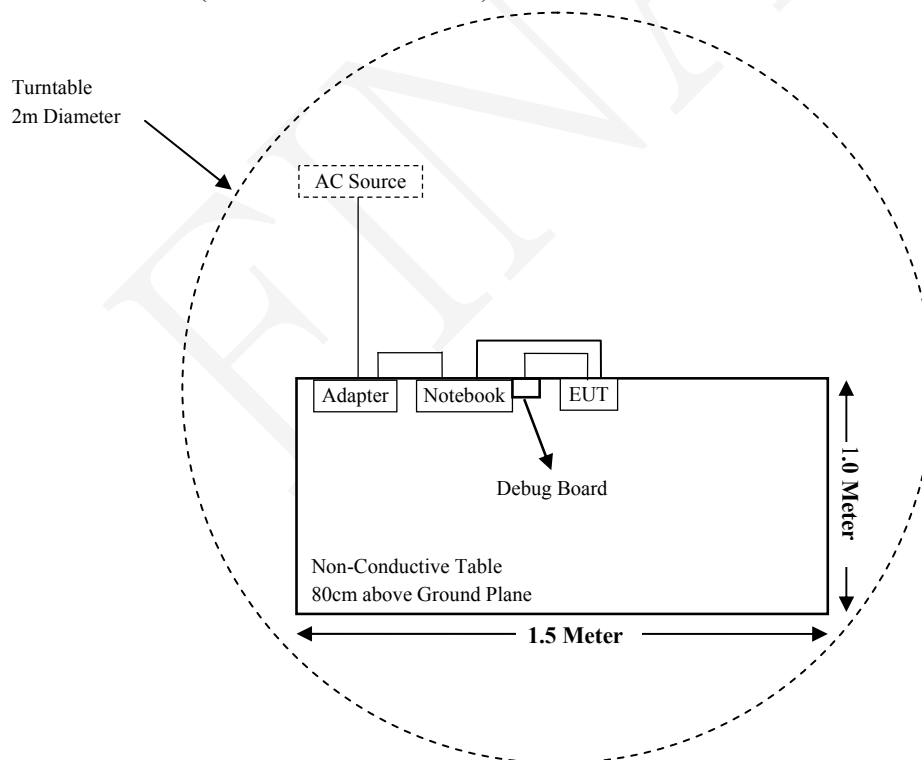 Turntable
2m Diameter
AC Source
Adapter
Notebook
EUT
Debug Board
1.0 Meter
Non-Conductive Table
80cm above Ground Plane
1.5 Meter